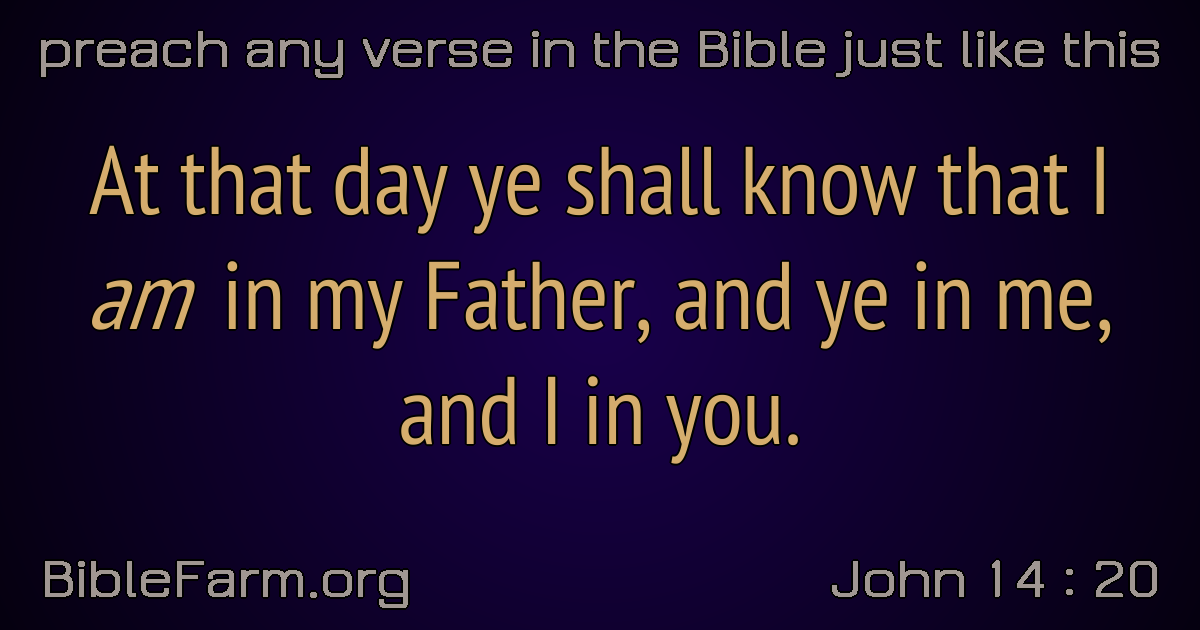 preach any verse in the Bible just like this
At that day ye shall know that I
am in my Father, and ye in me,
and I in you.
BibleFarm.org
John 14 : 20